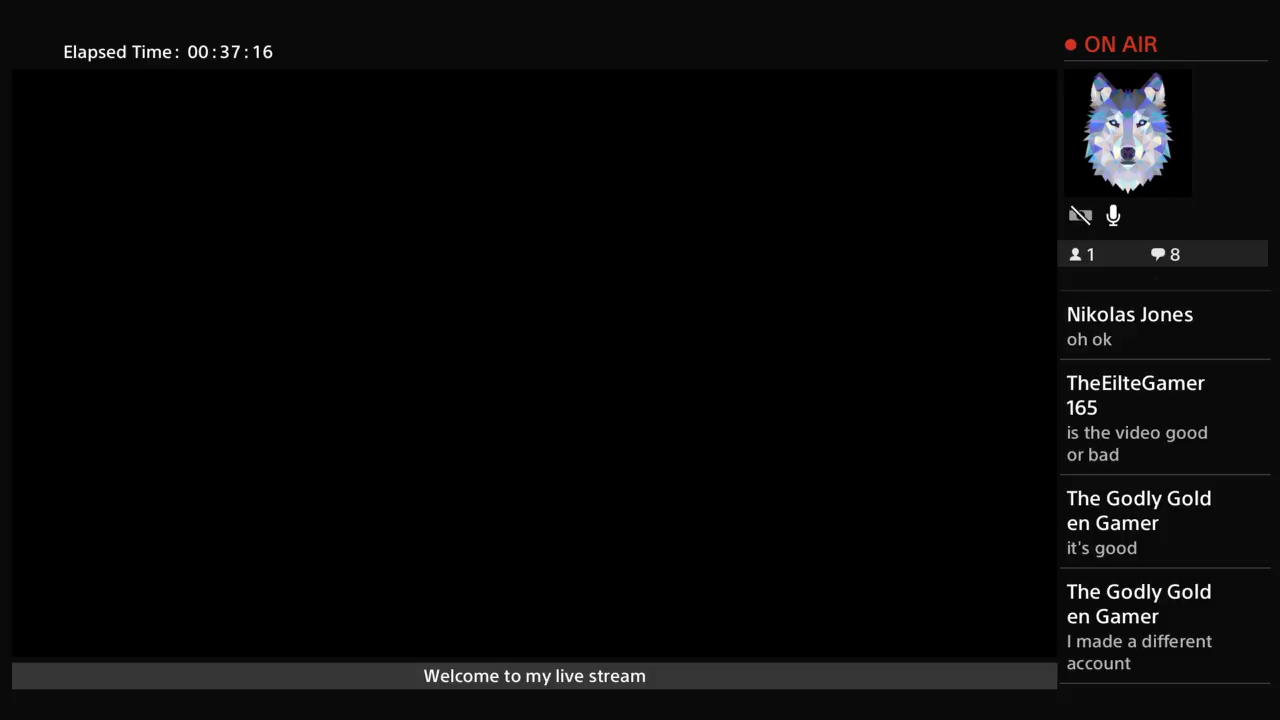 Elapsed Time: 00:37:16
ON AIR
1 8
Nikolas Jones
oh ok
TheEilteGamer
165
is the video good
or bad
The Godly Gold
en Gamer
it's good
The Godly Gold
en Gamer
I made a different
account
Welcome to my live stream